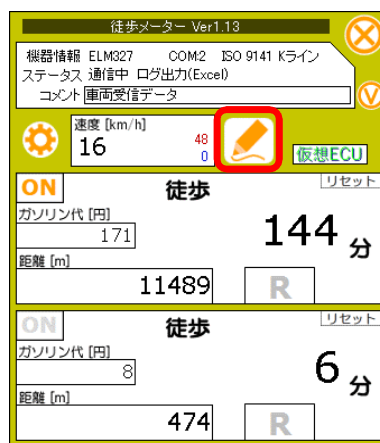 徒歩メーター Ver1.13
機器情報 ELM327 COM:2 ISO 9141 Kライン
ステータス 通信中 ログ出力(Excel)
コメント 車両受信データ
速度 [km/h]
16
48
0
仮想ECU
ON
徒歩
リセット
ガソリン代 [円]
171
144 分
距離 [m]
11489
R
ON
徒歩
リセット
ガソリン代 [円]
8
6 分
距離 [m]
474
R